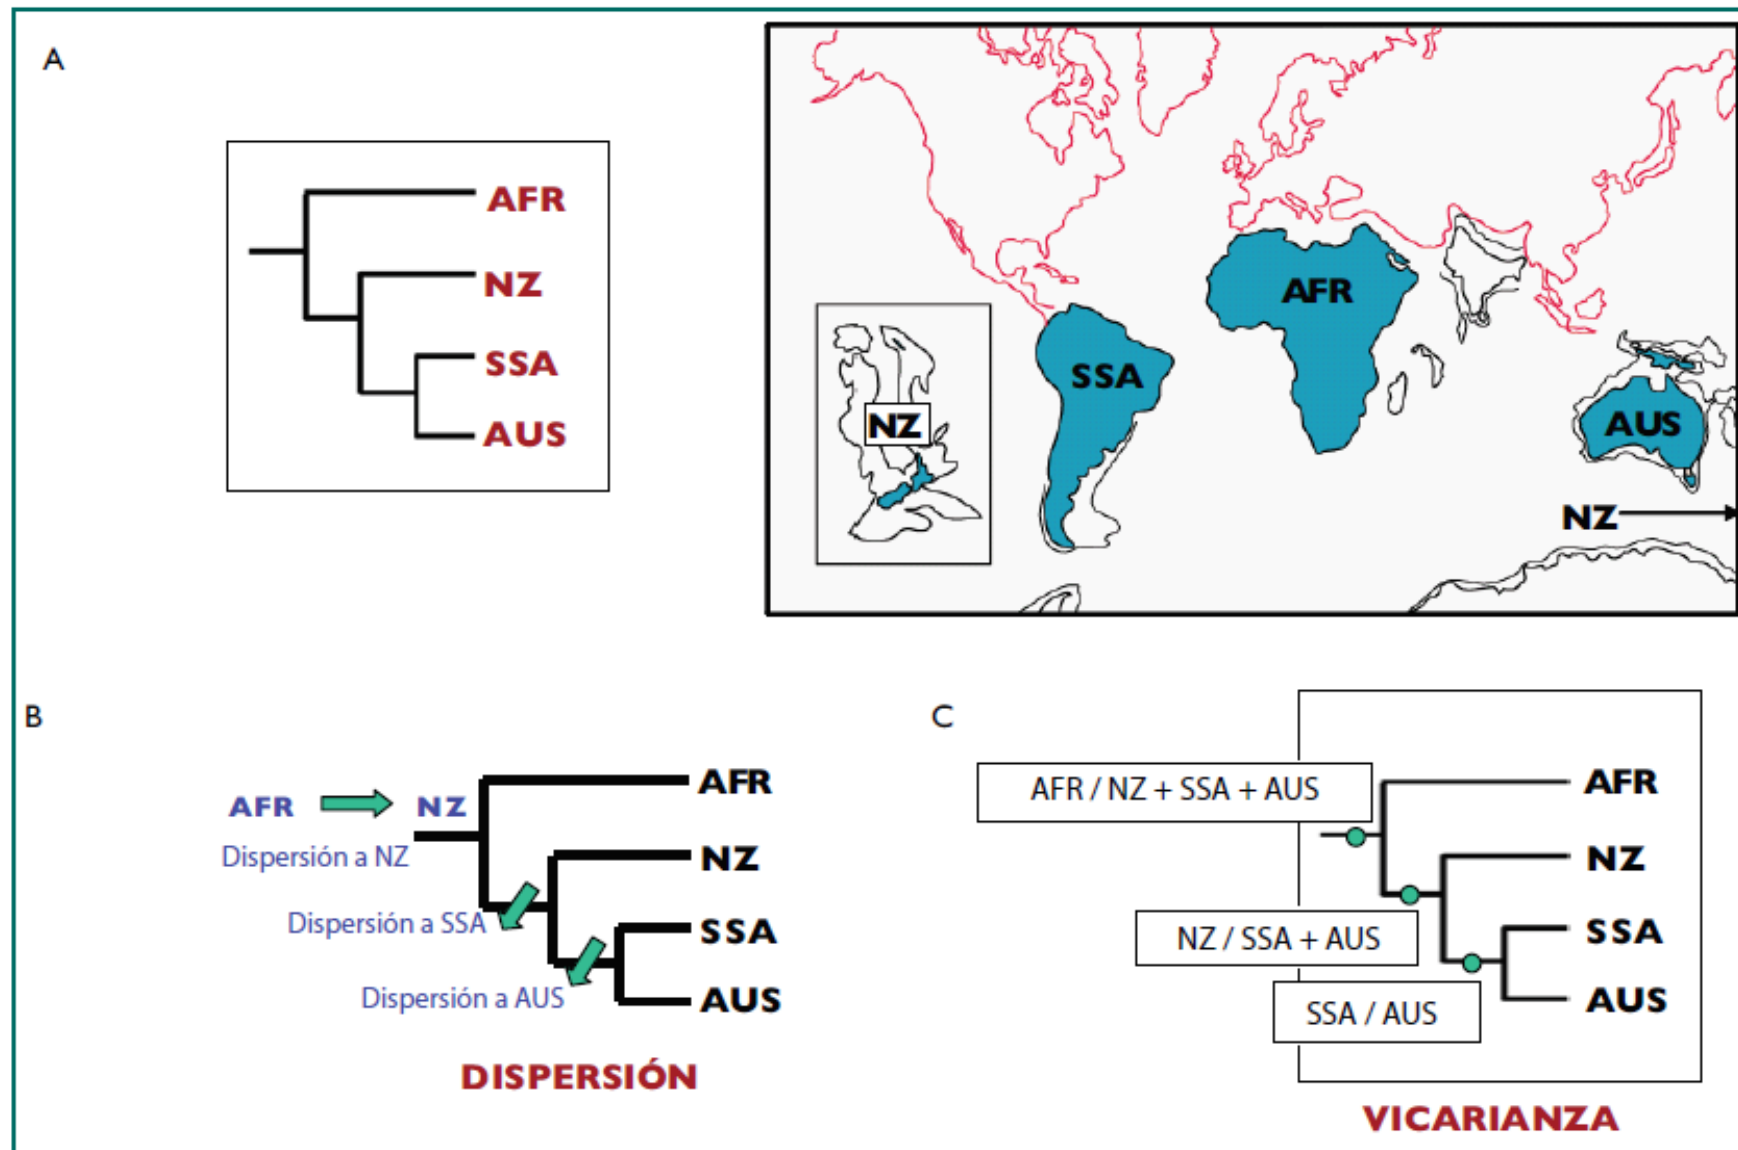 A
AFR
NZ
SSA
AUS
AFR
SSA
NZ
AUS
NZ
B
AFR
NZ
Dispersión a NZ
Dispersión a SSA
Dispersión a AUS
AFR
NZ
SSA
AUS
DISPERSIÓN
C
AFR / NZ + SSA + AUS
NZ / SSA + AUS
SSA / AUS
AFR
NZ
SSA
AUS
VICARIANZA